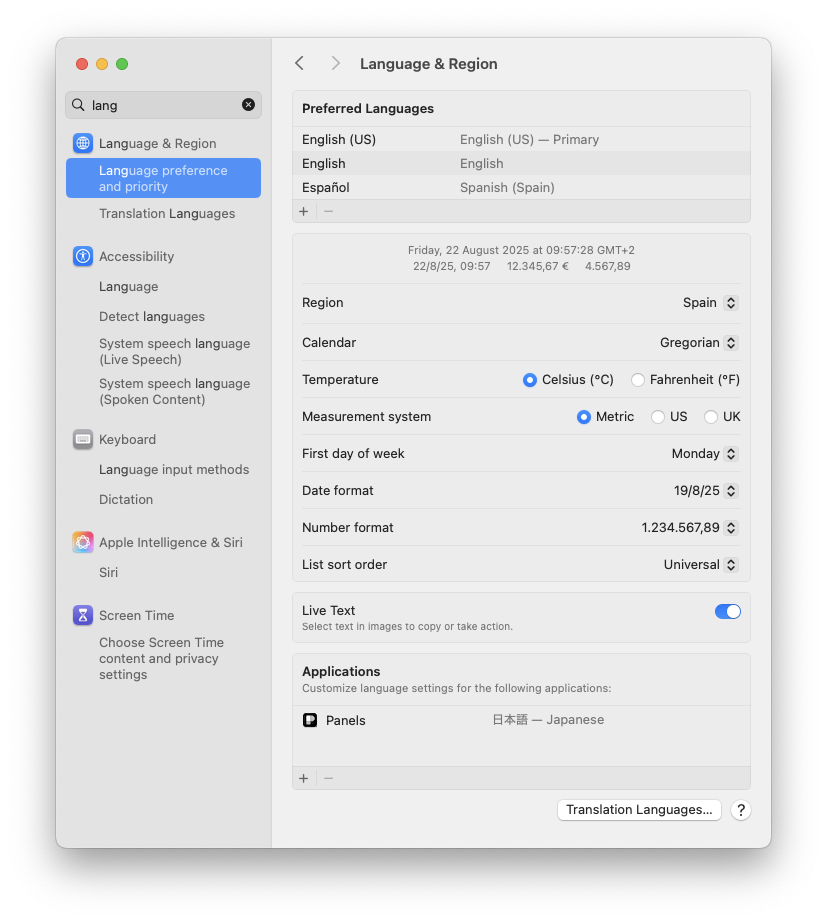 lang
Language & Region
Language preference
and priority
Translation Languages
Accessibility
Language
Detect languages
System speech language
(Live Speech)
System speech language
(Spoken Content)
Keyboard
Language input methods
Dictation
Apple Intelligence & Siri
Siri
Screen Time
Choose Screen Time
content and privacy
settings
Language & Region
Preferred Languages
English (US) English (US) — Primary
English English
Español Spanish (Spain)
+ −
Friday, 22 August 2025 at 09:57:28 GMT+2
22/8/25, 09:57 12.345,67 € 4.567,89
Region Spain
Calendar Gregorian
Temperature Celsius (°C) Fahrenheit (°F)
Measurement system Metric US UK
First day of week Monday
Date format 19/8/25
Number format 1.234.567,89
List sort order Universal
Live Text
Select text in images to copy or take action.
Applications
Customize language settings for the following applications:
Panels 日本語 — Japanese
+ −
Translation Languages... ?